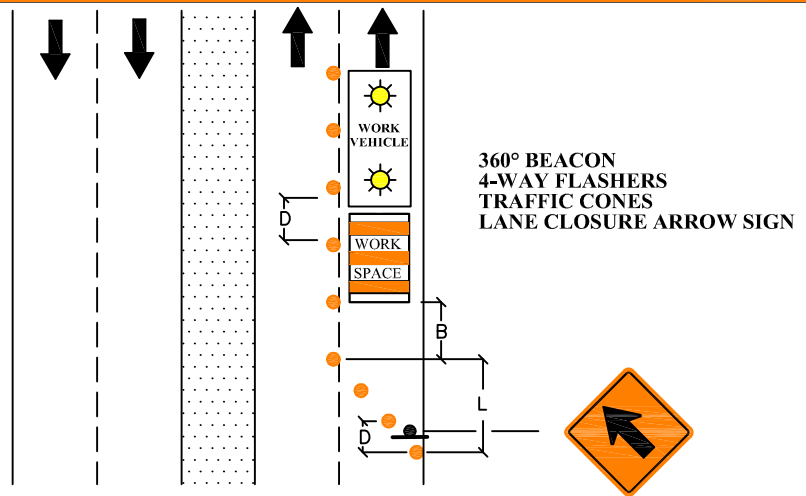 WORK
VEHICLE
360° BEACON
4-WAY FLASHERS
TRAFFIC CONES
LANE CLOSURE ARROW SIGN
D
WORK
SPACE
B
L
D